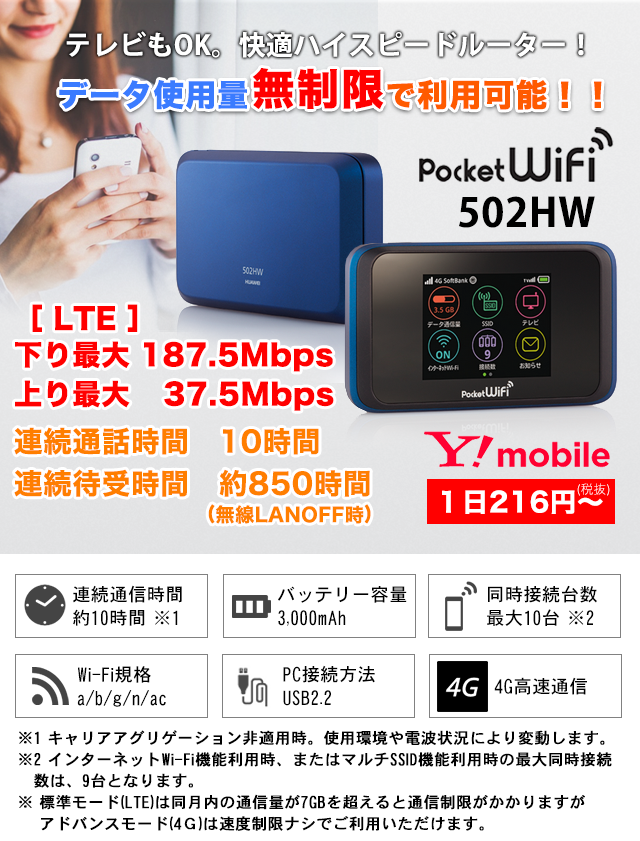 テレビもOK。快適ハイスピードルーター！
データ使用量無制限で利用可能！！
Pocket WiFi
502HW
502HW
HUAWEI
4G SoftBank
3.5 GB
データ通信量 SSID テレビ
ON 9
インターネットWi-Fi 接続数 お知らせ
Pocket WiFi
［ LTE ］
下り最大 187.5Mbps
上り最大 37.5Mbps
連続通話時間 10時間
連続待受時間 約850時間
（無線LANOFF時）
Y! mobile
１日216円～(税抜)
連続通信時間
約10時間 ※1
バッテリー容量
3,000mAh
同時接続台数
最大10台 ※2
Wi-Fi規格
a/b/g/n/ac
PC接続方法
USB2.2
4G 4G高速通信
※1 キャリアアグリゲーション非適用時。使用環境や電波状況により変動します。
※2 インターネットWi-Fi機能利用時、またはマルチSSID機能利用時の最大同時接続
数は、9台となります。
※ 標準モード(LTE)は同月内の通信量が7GBを超えると通信制限がかかりますが
アドバンスモード(4G)は速度制限ナシでご利用いただけます。